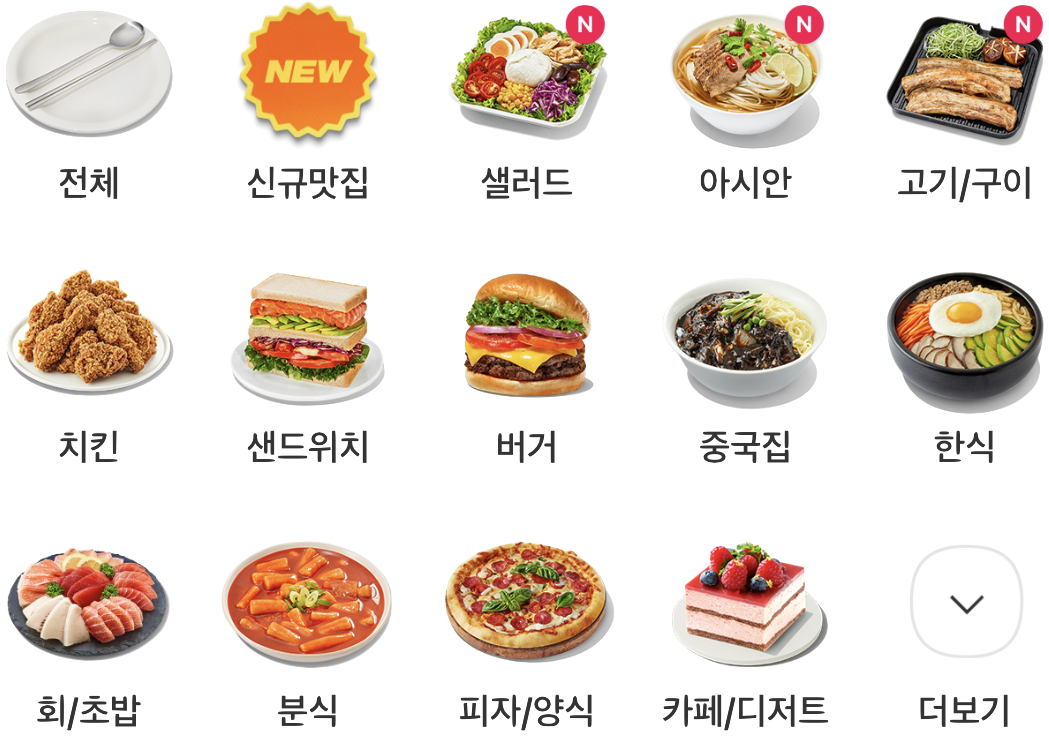 NEW
N
N
N
전체
신규맛집
샐러드
아시안
고기/구이
치킨
샌드위치
버거
중국집
한식
회/초밥
분식
피자/양식
카페/디저트
더보기